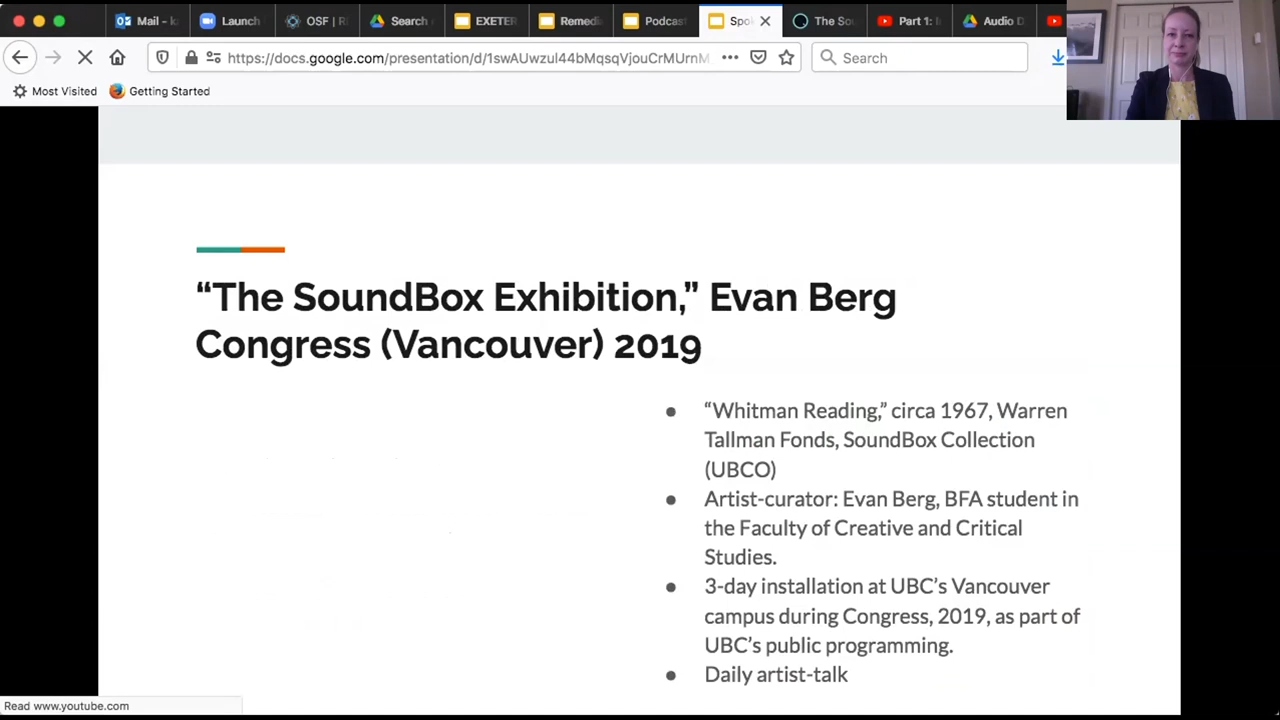 Mail - k
Launch
OSF | R
Search
EXETER
Remedi
Podcast
Spo
The Sou
Part 1: I
Audio D
https://docs.google.com/presentation/d/1swAUwzul44bMqsqVjouCrMUrnM
Search
Most Visited
Getting Started
“The SoundBox Exhibition,” Evan Berg
Congress (Vancouver) 2019
● “Whitman Reading,” circa 1967, Warren
Tallman Fonds, SoundBox Collection
(UBCO)
● Artist-curator: Evan Berg, BFA student in
the Faculty of Creative and Critical
Studies.
● 3-day installation at UBC’s Vancouver
campus during Congress, 2019, as part of
UBC’s public programming.
● Daily artist-talk
Read www.youtube.com